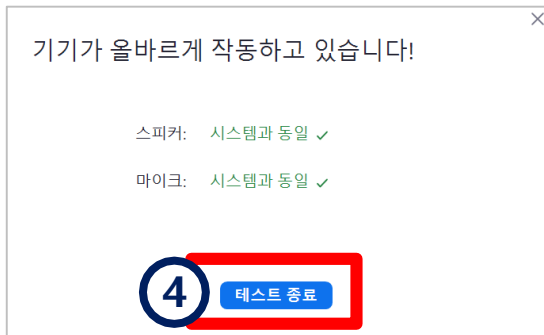 기기가 올바르게 작동하고 있습니다!
스피커: 시스템과 동일 ✓
마이크: 시스템과 동일 ✓
4 테스트 종료